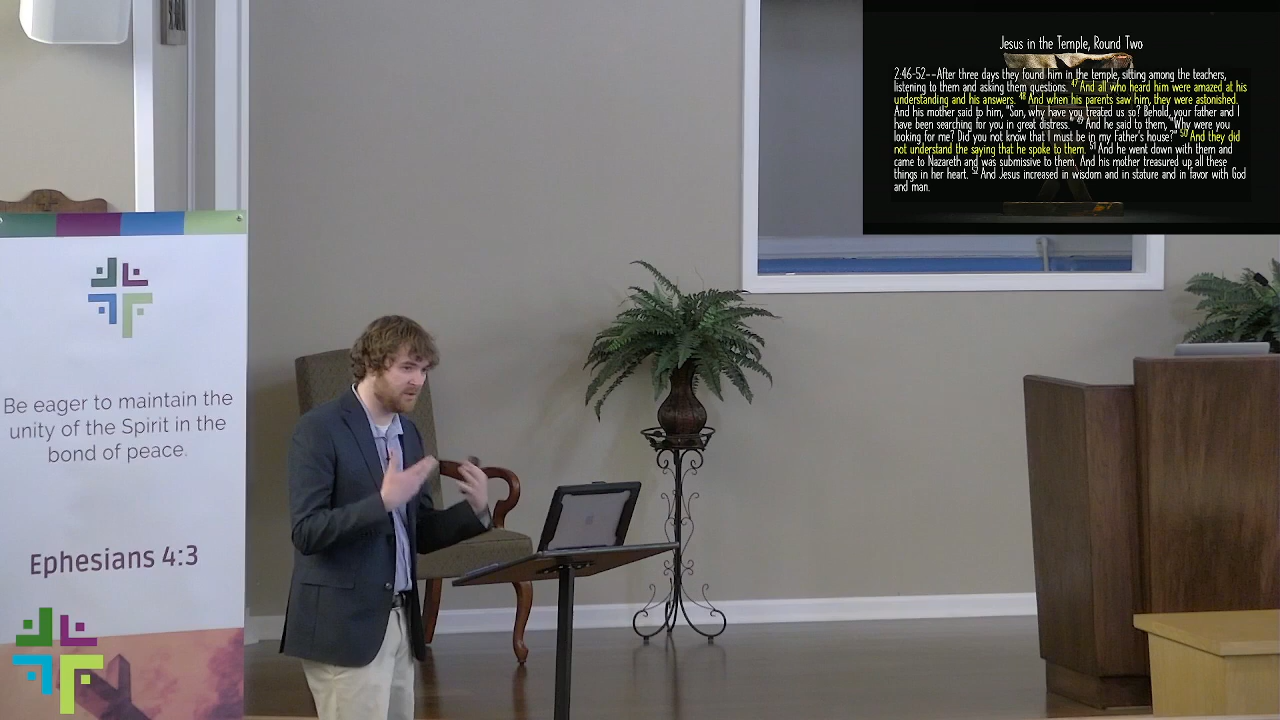 Jesus in the Temple, Round Two
2:46-52--After three days they found him in the temple, sitting among the teachers,
listening to them and asking them questions. 47 And all who heard him were amazed at his
understanding and his answers. 48 And when his parents saw him, they were astonished.
And his mother said to him, "Son, why have you treated us so? Behold, your father and I
have been searching for you in great distress." 49 And he said to them, "Why were you
looking for me? Did you not know that I must be in my Father's house?" 50 And they did
not understand the saying that he spoke to them. 51 And he went down with them and
came to Nazareth and was submissive to them. And his mother treasured up all these
things in her heart. 52 And Jesus increased in wisdom and in stature and in favor with God
and man.
Be eager to maintain the
unity of the Spirit in the
bond of peace.
Ephesians 4:3